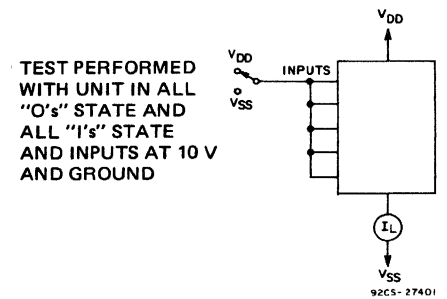 TEST PERFORMED
WITH UNIT IN ALL
"O's" STATE AND
ALL "I's" STATE
AND INPUTS AT 10 V
AND GROUND
VDD
VDD
INPUTS
VSS
IL
VSS
92CS-27401